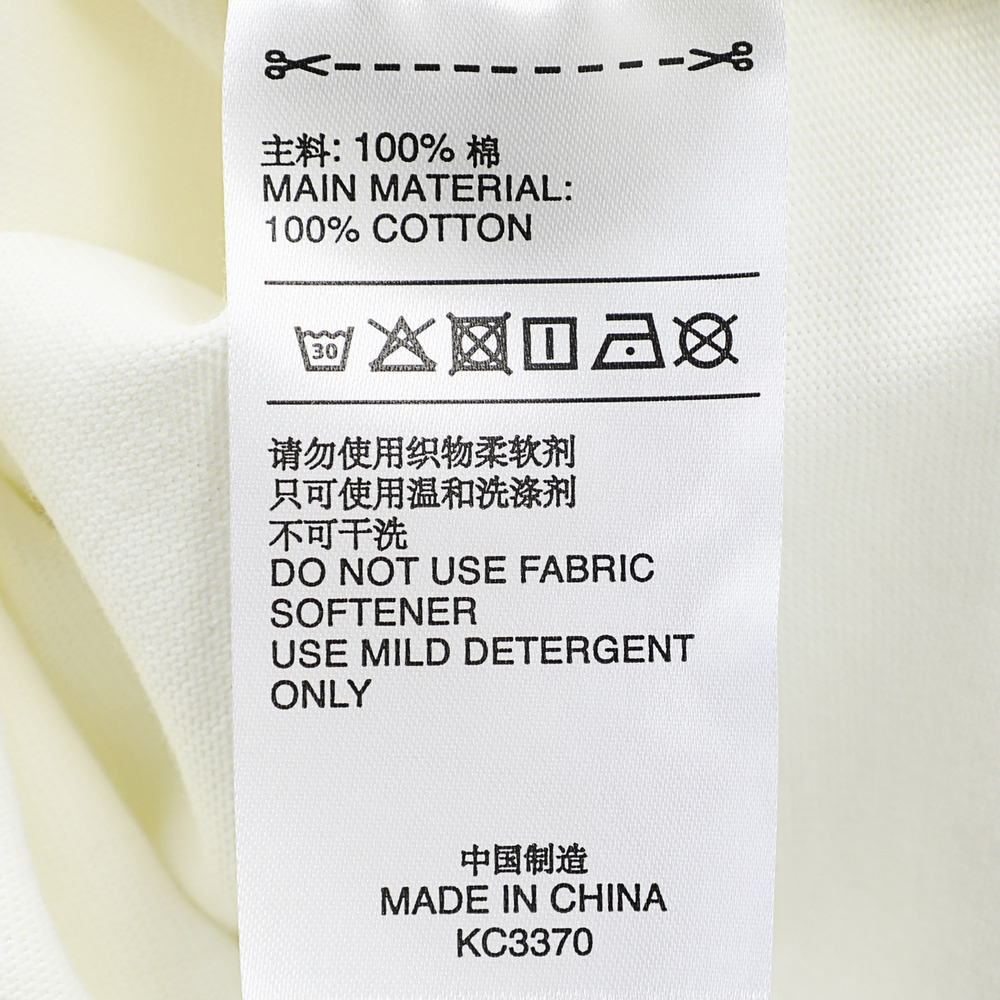 主料: 100% 棉
MAIN MATERIAL:
100% COTTON
30
请勿使用织物柔软剂
只可使用温和洗涤剂
不可干洗
DO NOT USE FABRIC
SOFTENER
USE MILD DETERGENT
ONLY
中国制造
MADE IN CHINA
KC3370